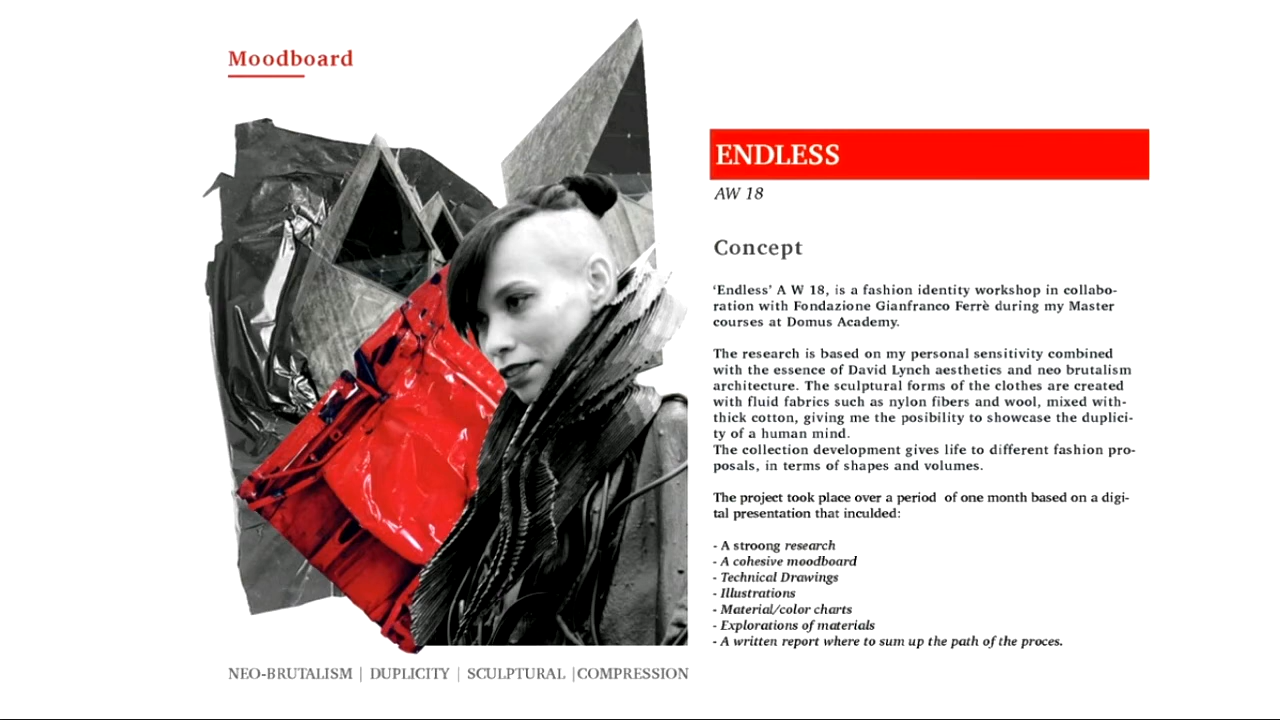 Moodboard
ENDLESS
AW 18
Concept
‘Endless’ A W 18, is a fashion identity workshop in collabo-
ration with Fondazione Gianfranco Ferrè during my Master
courses at Domus Academy.
The research is based on my personal sensitivity combined
with the essence of David Lynch aesthetics and neo brutalism
architecture. The sculptural forms of the clothes are created
with fluid fabrics such as nylon fibers and wool, mixed with-
thick cotton, giving me the posibility to showcase the duplici-
ty of a human mind.
The collection development gives life to different fashion pro-
posals, in terms of shapes and volumes.
The project took place over a period of one month based on a digi-
tal presentation that inculded:
- A stroong research
- A cohesive moodboard
- Technical Drawings
- Illustrations
- Material/color charts
- Explorations of materials
- A written report where to sum up the path of the proces.
NEO-BRUTALISM | DUPLICITY | SCULPTURAL |COMPRESSION